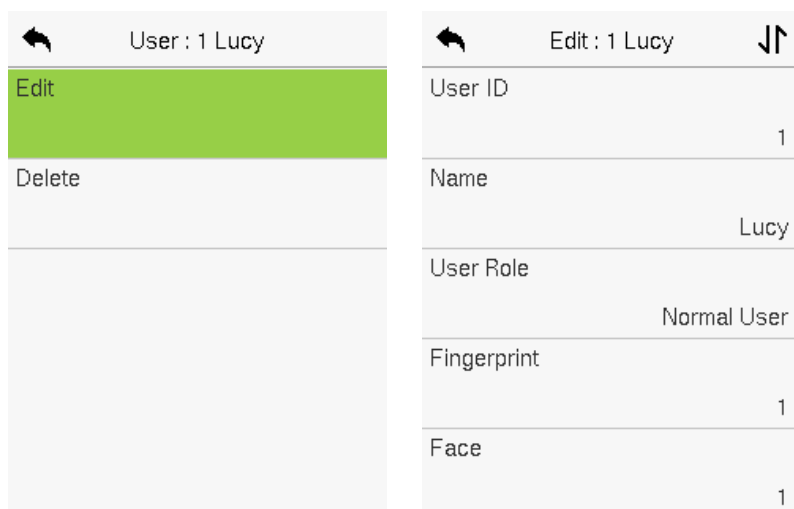 User : 1 Lucy
Edit
Delete
Edit : 1 Lucy
User ID
1
Name
Lucy
User Role
Normal User
Fingerprint
1
Face
1